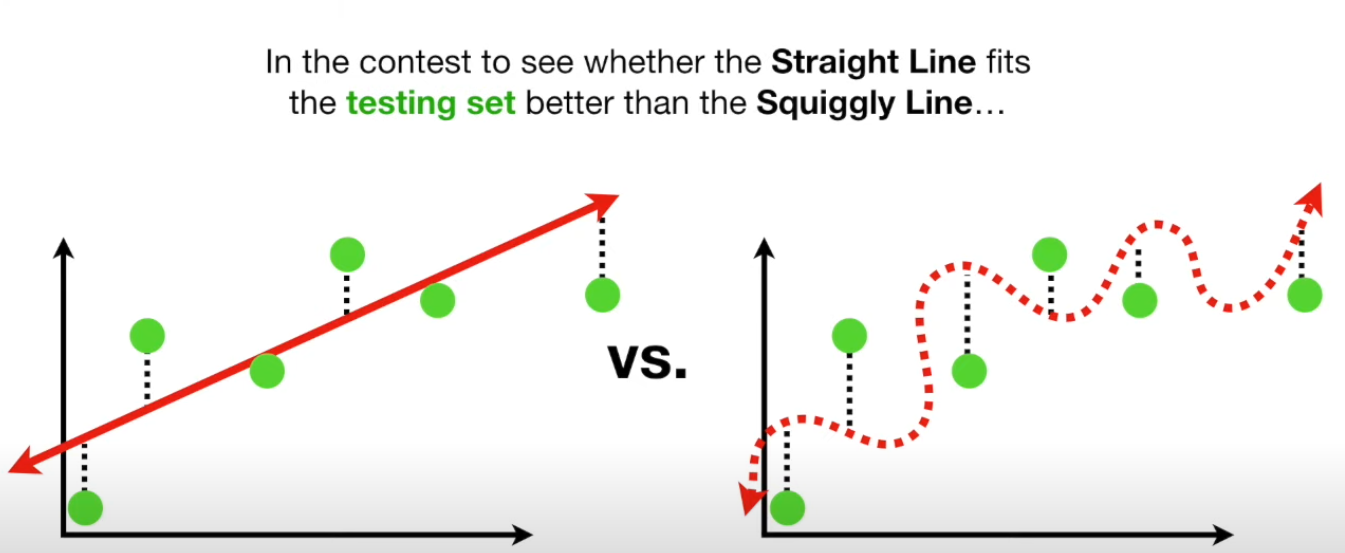 In the contest to see whether the Straight Line fits
the testing set better than the Squiggly Line…
vs.